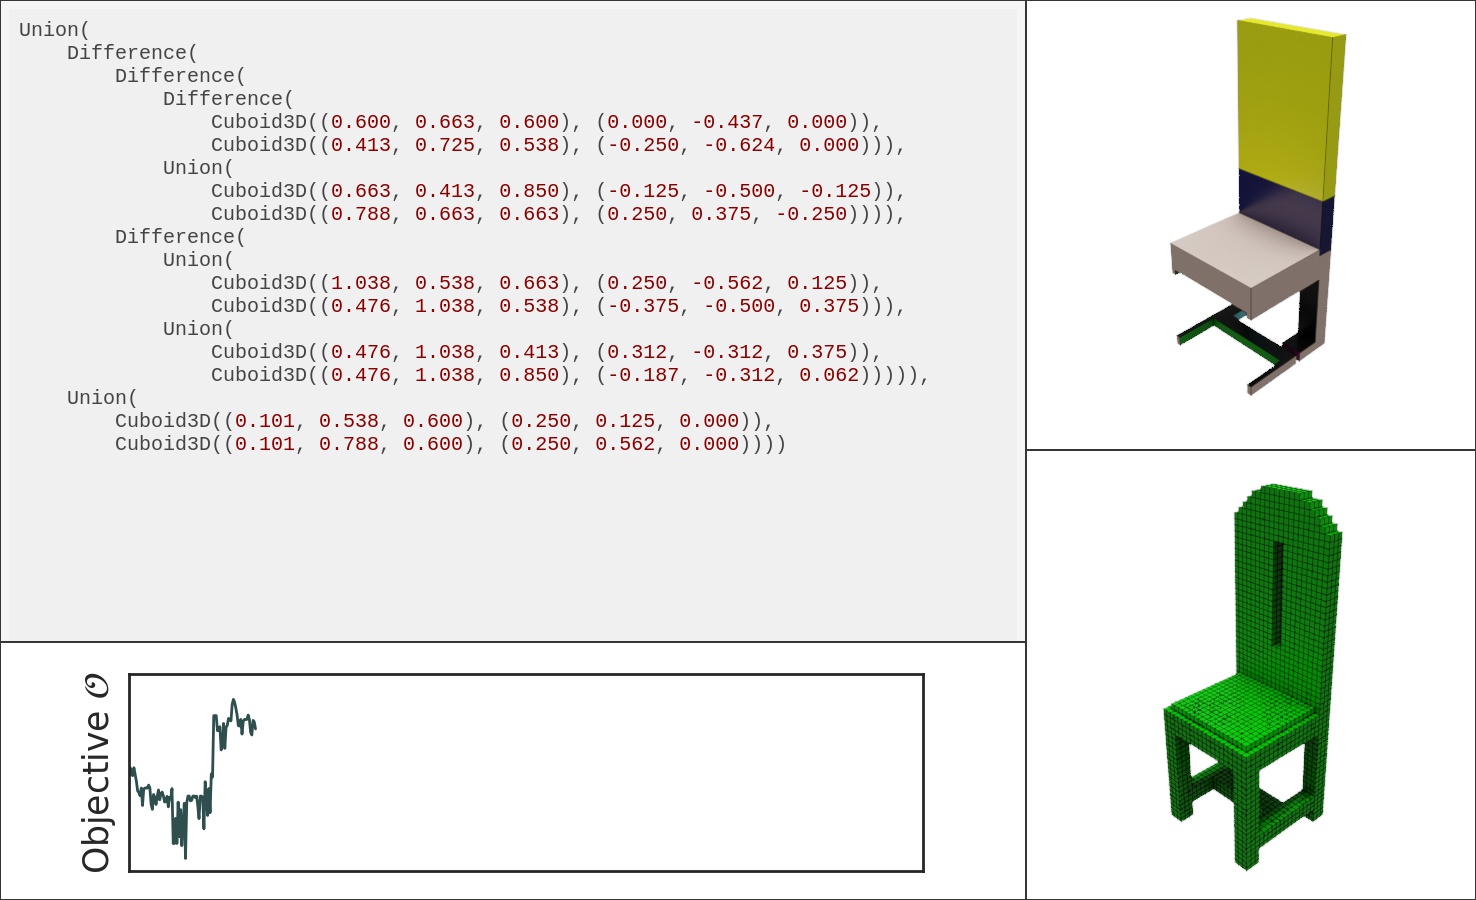 Union(
    Difference(
        Difference(
            Difference(
                Cuboid3D((0.600, 0.663, 0.600), (0.000, -0.437, 0.000)),
                Cuboid3D((0.413, 0.725, 0.538), (-0.250, -0.624, 0.000))),
            Union(
                Cuboid3D((0.663, 0.413, 0.850), (-0.125, -0.500, -0.125)),
                Cuboid3D((0.788, 0.663, 0.663), (0.250, 0.375, -0.250)))),
        Difference(
            Union(
                Cuboid3D((1.038, 0.538, 0.663), (0.250, -0.562, 0.125)),
                Cuboid3D((0.476, 1.038, 0.538), (-0.375, -0.500, 0.375))),
            Union(
                Cuboid3D((0.476, 1.038, 0.413), (0.312, -0.312, 0.375)),
                Cuboid3D((0.476, 1.038, 0.850), (-0.187, -0.312, 0.062))))),
    Union(
        Cuboid3D((0.101, 0.538, 0.600), (0.250, 0.125, 0.000)),
        Cuboid3D((0.101, 0.788, 0.600), (0.250, 0.562, 0.000))))
Objective 𝒪